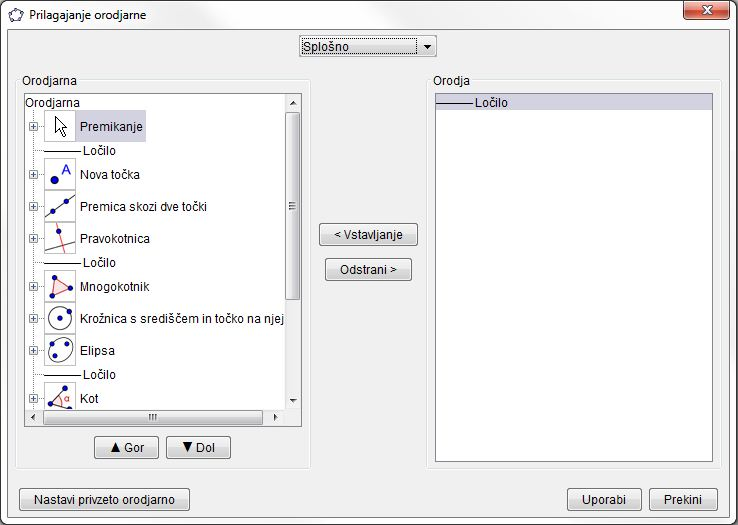 Prilagajanje orodjarne
Splošno
Orodjarna
Orodjarna
Premikanje
Ločilo
Nova točka
A
Premica skozi dve točki
Pravokotnica
Ločilo
Mnogokotnik
Krožnica s središčem in točko na njej
Elipsa
Ločilo
α
Kot
▲ Gor
▼ Dol
< Vstavljanje
Odstrani >
Orodja
Ločilo
Nastavi privzeto orodjarno
Uporabi
Prekini